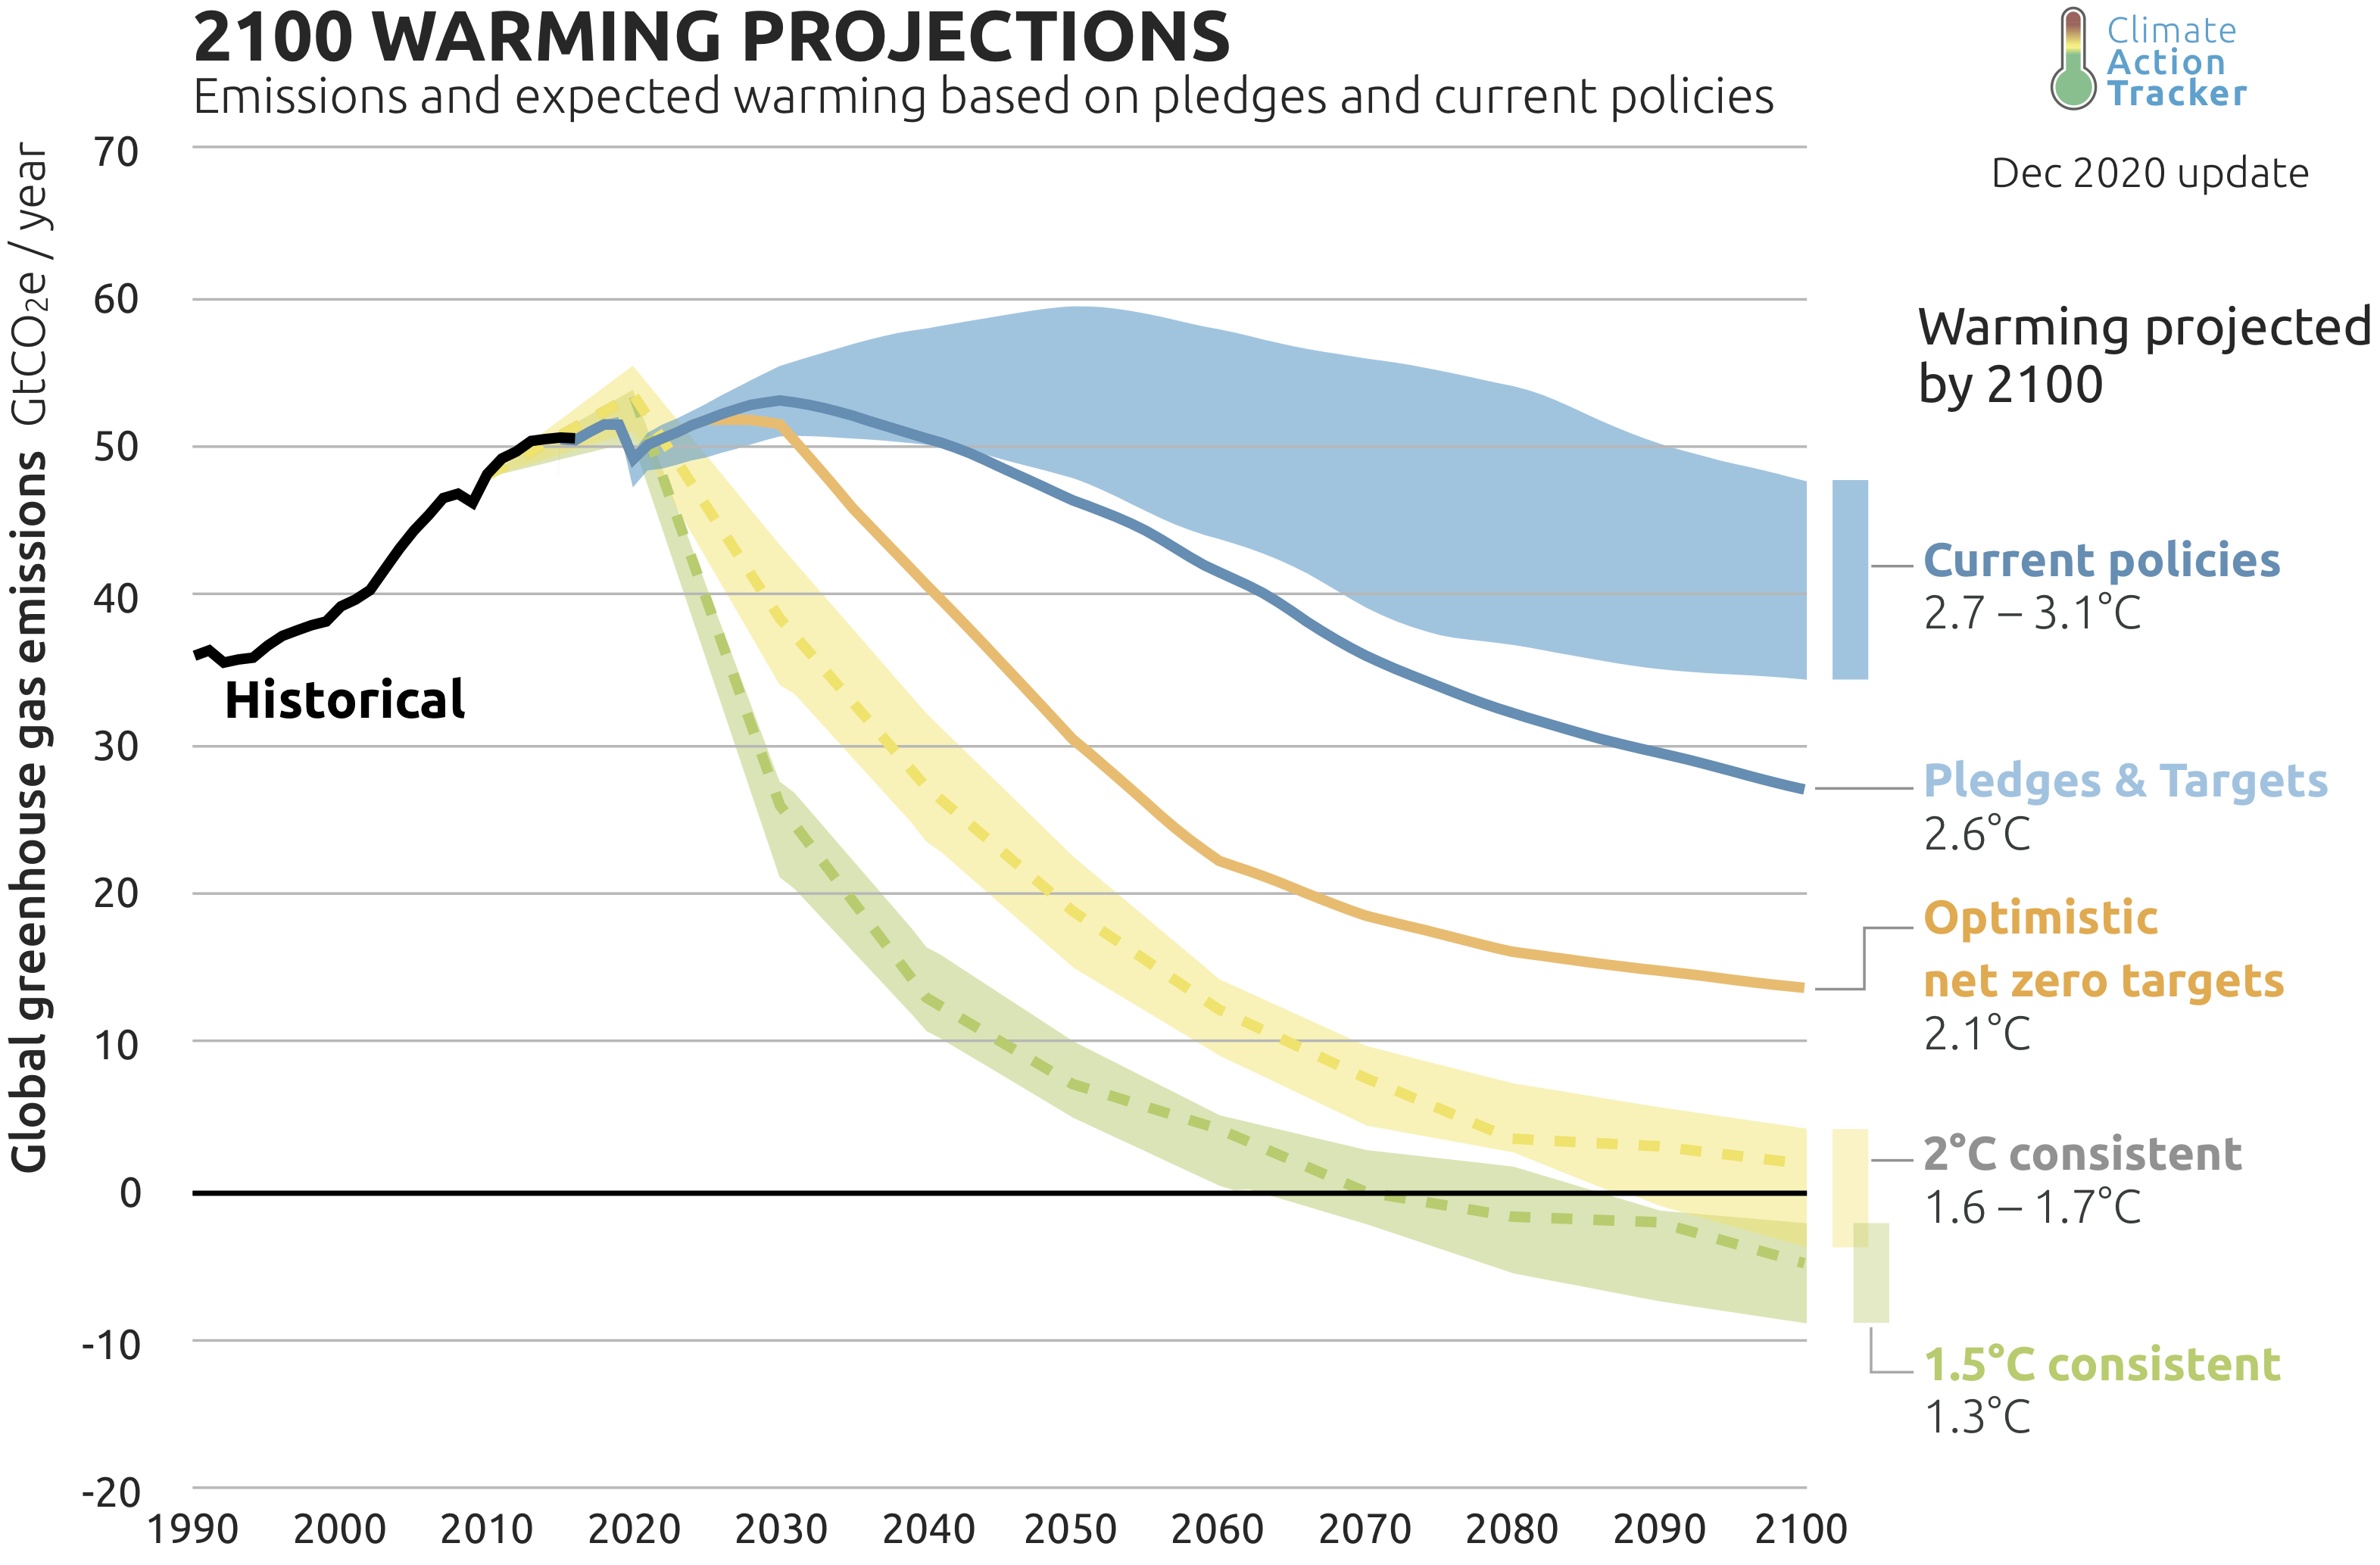 2100 WARMING PROJECTIONS
Emissions and expected warming based on pledges and current policies
Climate
Action
Tracker
Dec 2020 update
Global greenhouse gas emissions GtCO₂e / year
70
60
50
40
30
20
10
0
-10
-20
1990 2000 2010 2020 2030 2040 2050 2060 2070 2080 2090 2100
Historical
Warming projected
by 2100
Current policies
2.7 – 3.1°C
Pledges & Targets
2.6°C
Optimistic
net zero targets
2.1°C
2°C consistent
1.6 – 1.7°C
1.5°C consistent
1.3°C